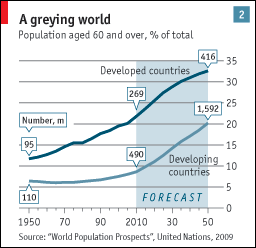 A greying world
2
Population aged 60 and over, % of total
416
Developed countries
35
30
269
1,592
25
Number, m
20
95
490
15
Developing
countries
10
5
110
FORECAST
0
1950 70 90 2010 30 50
Source: "World Population Prospects", United Nations, 2009